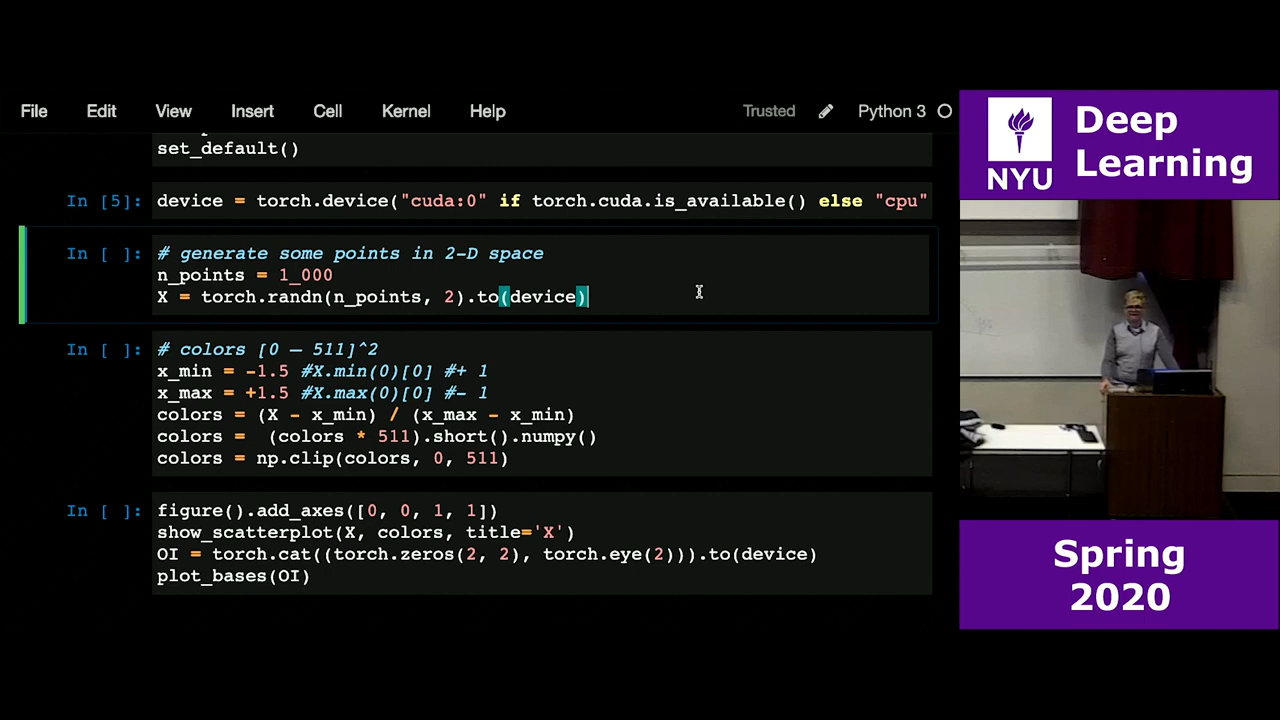 File Edit View Insert Cell Kernel Help Trusted Python 3
set_default()
In [5]: device = torch.device("cuda:0" if torch.cuda.is_available() else "cpu"
In [ ]: # generate some points in 2-D space
n_points = 1_000
X = torch.randn(n_points, 2).to(device)
In [ ]: # colors [0 – 511]^2
x_min = -1.5 #X.min(0)[0] #+ 1
x_max = +1.5 #X.max(0)[0] #- 1
colors = (X - x_min) / (x_max - x_min)
colors =  (colors * 511).short().numpy()
colors = np.clip(colors, 0, 511)
In [ ]: figure().add_axes([0, 0, 1, 1])
show_scatterplot(X, colors, title='X')
OI = torch.cat((torch.zeros(2, 2), torch.eye(2))).to(device)
plot_bases(OI)
NYU
Deep
Learning
Spring
2020